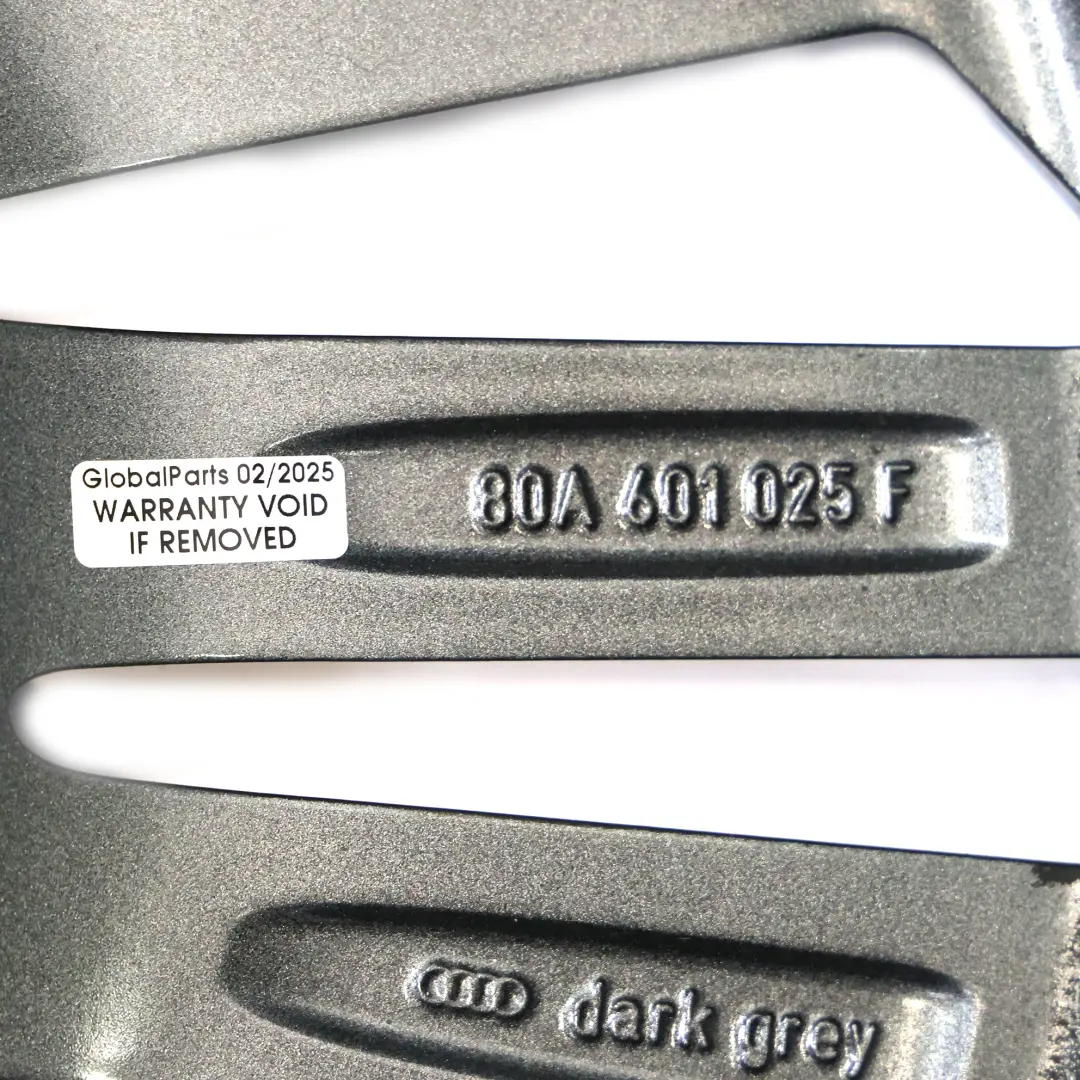 GlobalParts 02/2025
WARRANTY VOID
IF REMOVED
80A 601 025 F
dark grey